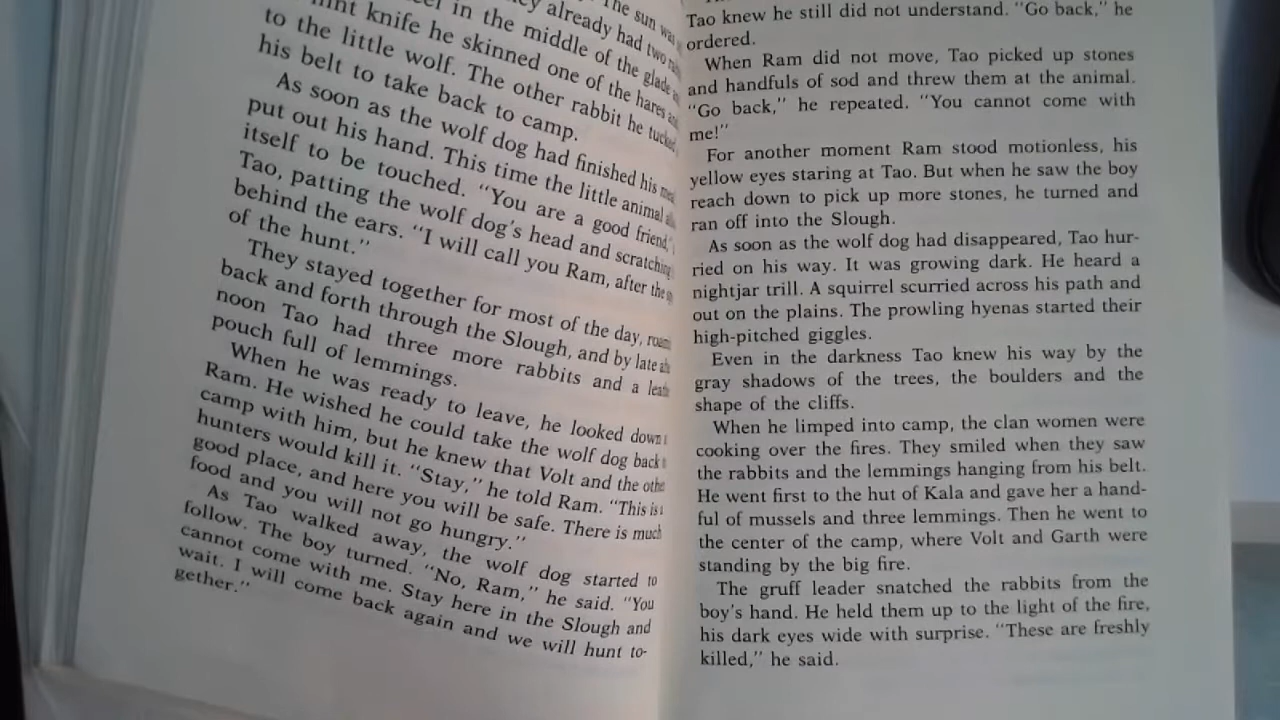 The sun was
already had two
in the middle of the glade
knife he skinned one of the hares
to the little wolf. The other rabbit he tucked
his belt to take back to camp.
As soon as the wolf dog had finished his
put out his hand. This time the little animal
itself to be touched. "You are a good friend,"
Tao, patting the wolf dog's head and scratching
behind the ears. "I will call you Ram, after the
of the hunt."
They stayed together for most of the day,
back and forth through the Slough, and by late
noon Tao had three more rabbits and a
pouch full of lemmings.
When he was ready to leave, he looked down
Ram. He wished he could take the wolf dog back
camp with him, but he knew that Volt and the
hunters would kill it. "Stay," he told Ram. "This is
good place, and here you will be safe. There is much
food and you will not go hungry."
As Tao walked away, the wolf dog started to
follow. The boy turned. "No, Ram," he said. "You
cannot come with me. Stay here in the Slough and
wait. I will come back again and we will hunt to-
gether."
Tao knew he still did not understand. "Go back," he
ordered.
When Ram did not move, Tao picked up stones
and handfuls of sod and threw them at the animal.
"Go back," he repeated. "You cannot come with
me!"
For another moment Ram stood motionless, his
yellow eyes staring at Tao. But when he saw the boy
reach down to pick up more stones, he turned and
ran off into the Slough.
As soon as the wolf dog had disappeared, Tao hur-
ried on his way. It was growing dark. He heard a
nightjar trill. A squirrel scurried across his path and
out on the plains. The prowling hyenas started their
high-pitched giggles.
Even in the darkness Tao knew his way by the
gray shadows of the trees, the boulders and the
shape of the cliffs.
When he limped into camp, the clan women were
cooking over the fires. They smiled when they saw
the rabbits and the lemmings hanging from his belt.
He went first to the hut of Kala and gave her a hand-
ful of mussels and three lemmings. Then he went to
the center of the camp, where Volt and Garth were
standing by the big fire.
The gruff leader snatched the rabbits from the
boy's hand. He held them up to the light of the fire,
his dark eyes wide with surprise. "These are freshly
killed," he said.